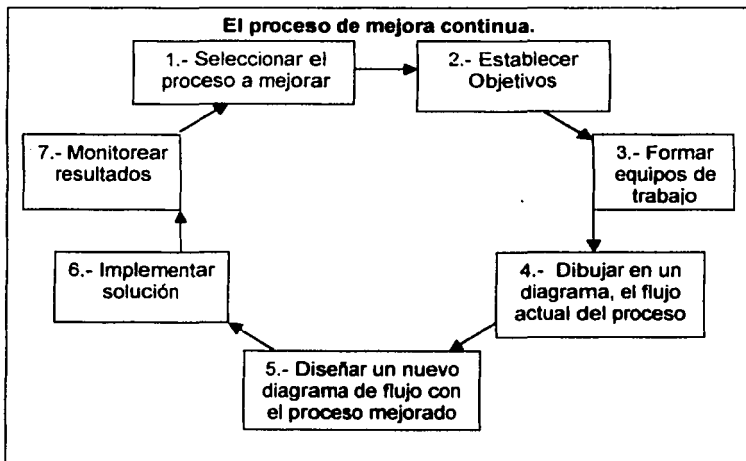 El proceso de mejora continua.
1.- Seleccionar el
proceso a mejorar
2.- Establecer
Objetivos
3.- Formar
equipos de
trabajo
4.- Dibujar en un
diagrama, el flujo
actual del proceso
5.- Diseñar un nuevo
diagrama de flujo con
el proceso mejorado
6.- Implementar
solución
7.- Monitorear
resultados